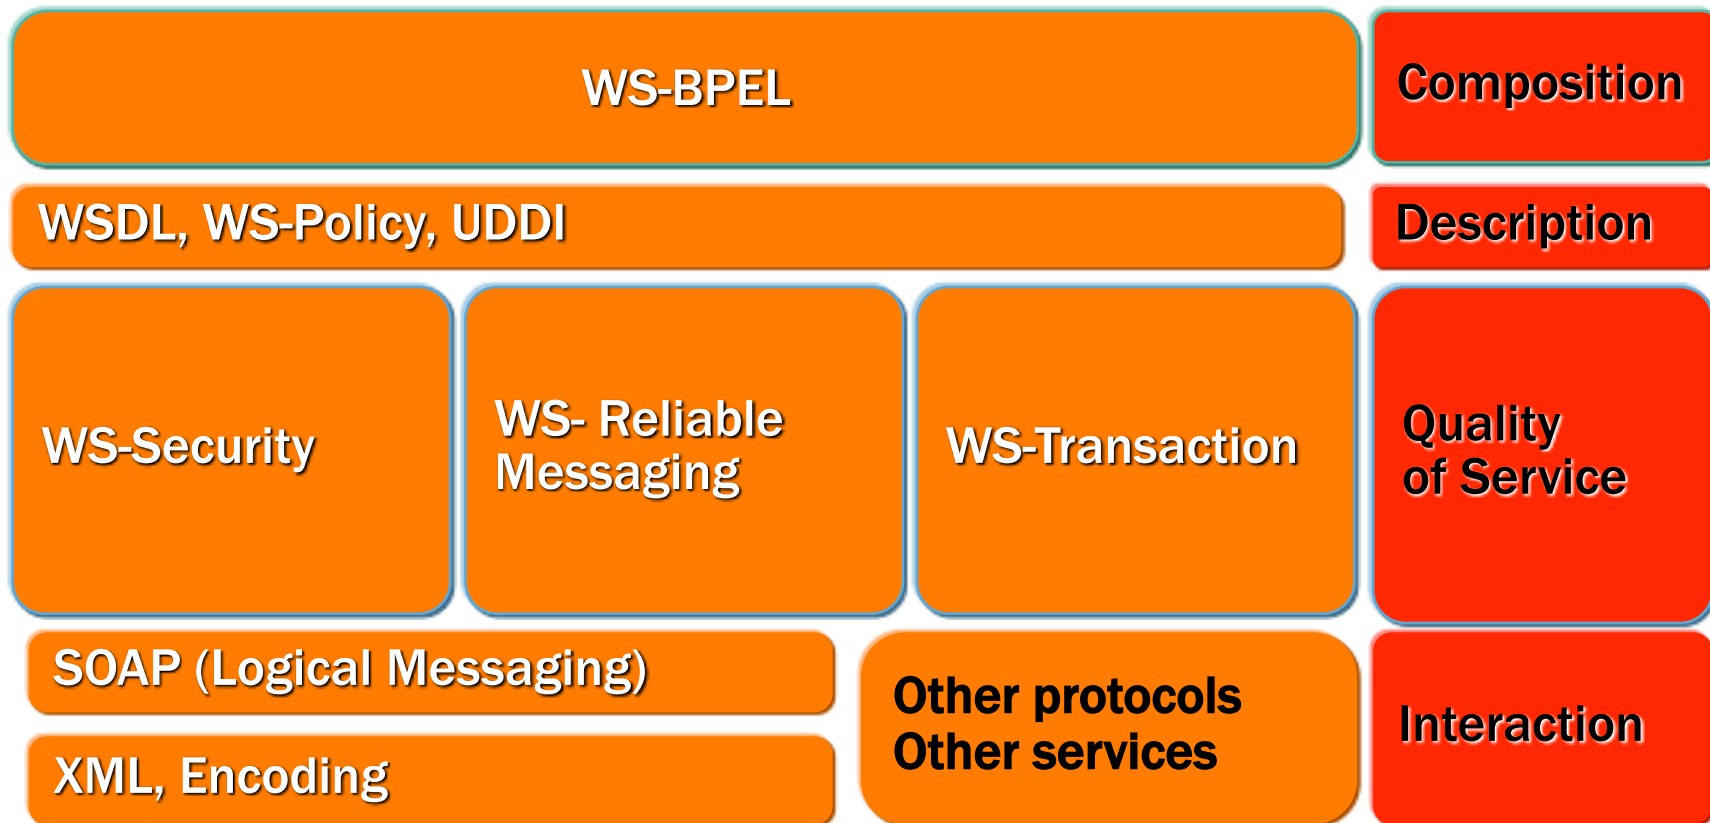 WS-BPEL
Composition
WSDL, WS-Policy, UDDI
Description
WS-Security
WS- Reliable
Messaging
WS-Transaction
Quality
of Service
SOAP (Logical Messaging)
XML, Encoding
Other protocols
Other services
Interaction